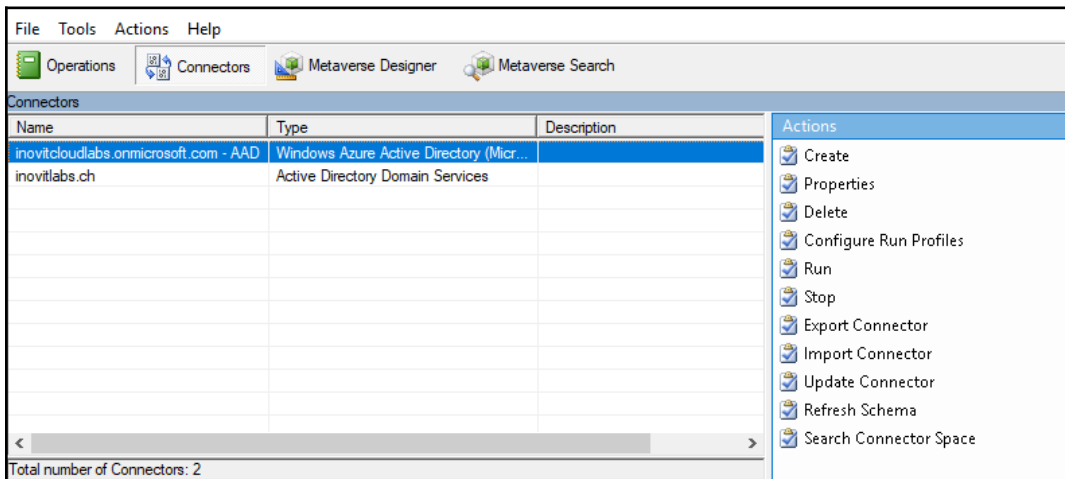 File Tools Actions Help
Operations Connectors Metaverse Designer Metaverse Search
Connectors
Name Type Description
inovitcloudlabs.onmicrosoft.com - AAD Windows Azure Active Directory (Micr...
inovitlabs.ch Active Directory Domain Services
Total number of Connectors: 2
Actions
Create
Properties
Delete
Configure Run Profiles
Run
Stop
Export Connector
Import Connector
Update Connector
Refresh Schema
Search Connector Space